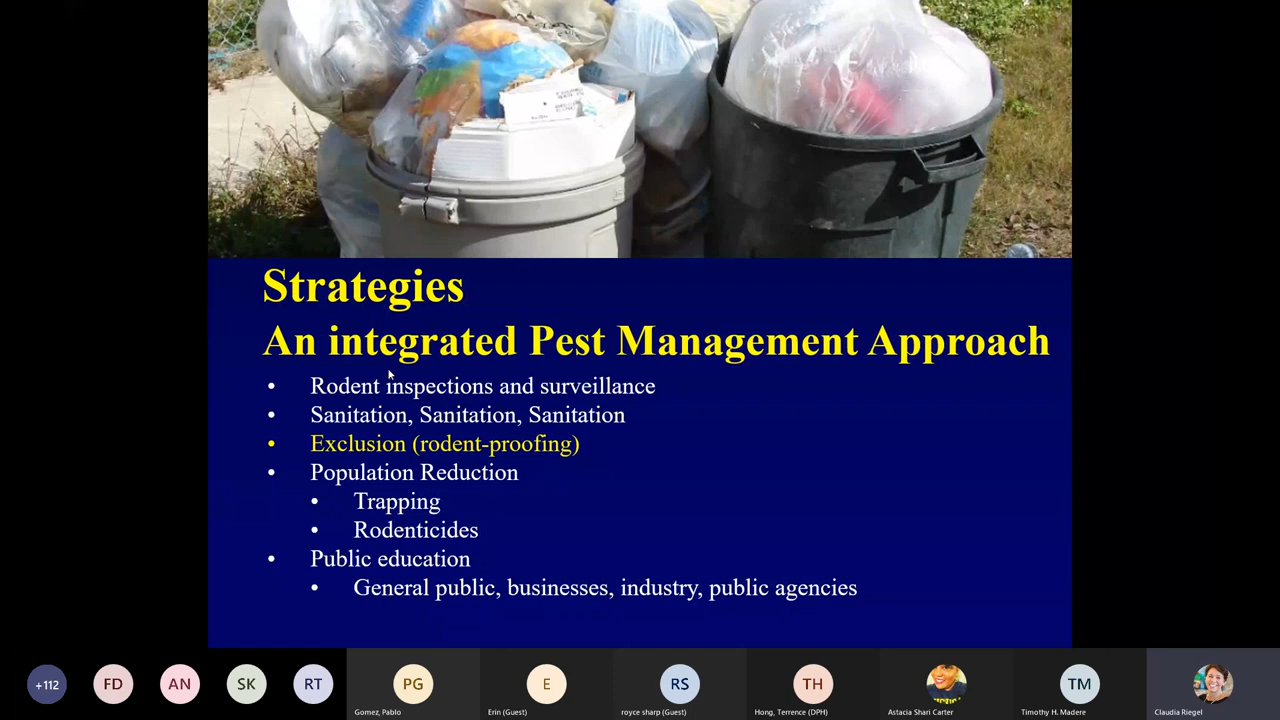 Strategies
An integrated Pest Management Approach
• Rodent inspections and surveillance
• Sanitation, Sanitation, Sanitation
• Exclusion (rodent-proofing)
• Population Reduction
• Trapping
• Rodenticides
• Public education
• General public, businesses, industry, public agencies
+112 FD AN SK RT PG E RS TH TM
Gomez, Pablo Erin (Guest) royce sharp (Guest) Hong, Terrence (DPH) Astacia Shari Carter Timothy H. Madere Claudia Riegel